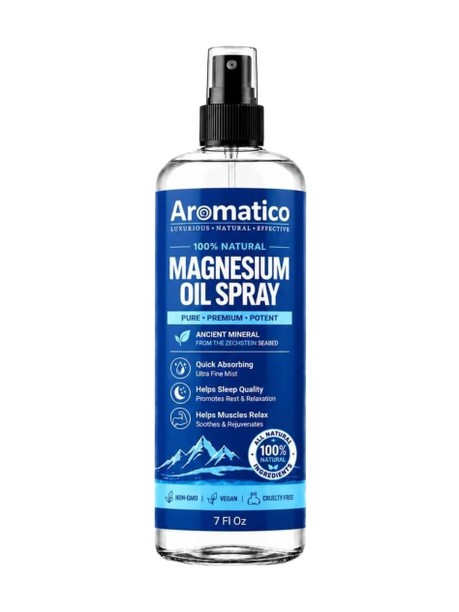 Aromatico
LUXURIOUS • NATURAL • EFFECTIVE
100% NATURAL
MAGNESIUM
OIL SPRAY
PURE • PREMIUM • POTENT
ANCIENT MINERAL
FROM THE ZECHSTEIN SEABED
Quick Absorbing
Ultra Fine Mist
Helps Sleep Quality
Promotes Rest & Relaxation
Helps Muscles Relax
Soothes & Rejuvenates
ALL NATURAL
100%
NATURAL
INGREDIENTS
NON-GMO | VEGAN | CRUELTY FREE
7 Fl Oz